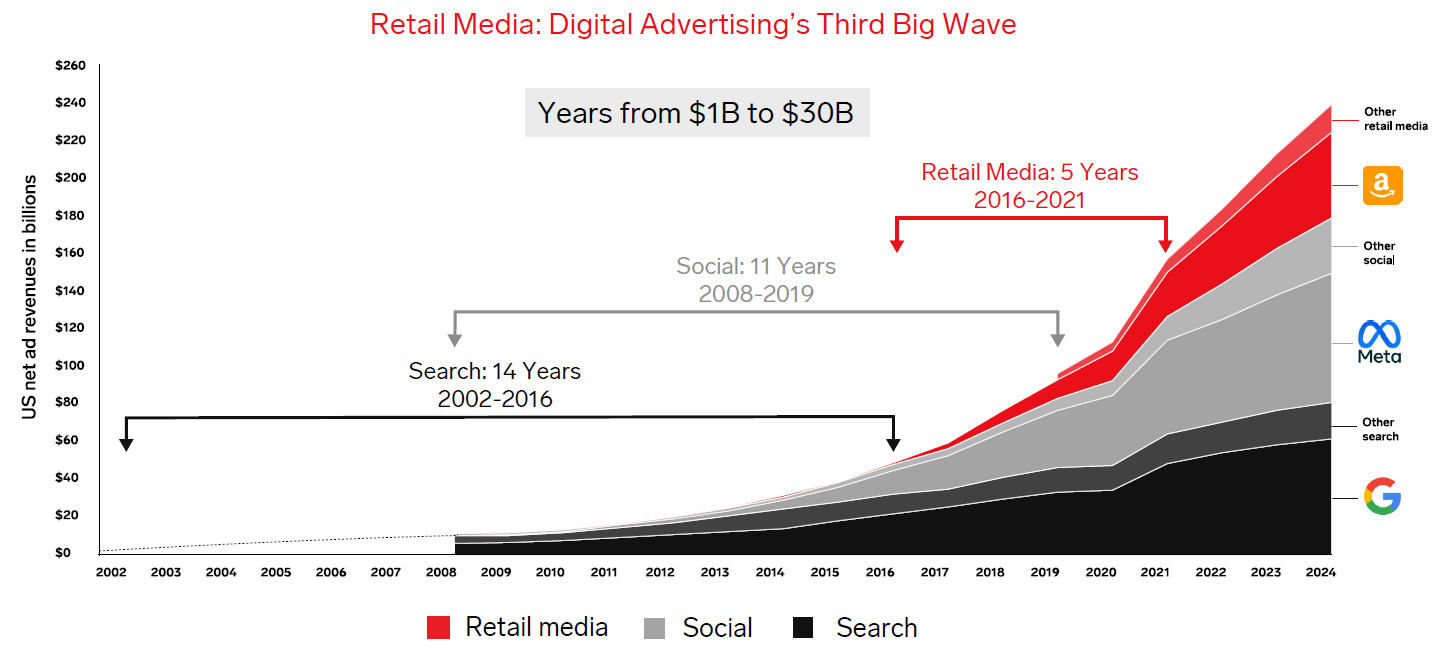 Retail Media: Digital Advertising's Third Big Wave
US net ad revenues in billions
$260
$240
$220
$200
$180
$160
$140
$120
$100
$80
$60
$40
$20
$0
Years from $1B to $30B
Retail Media: 5 Years
2016-2021
Social: 11 Years
2008-2019
Search: 14 Years
2002-2016
Other
retail media
a
Other
social
Meta
Other
search
G
2002 2003 2004 2005 2006 2007 2008 2009 2010 2011 2012 2013 2014 2015 2016 2017 2018 2019 2020 2021 2022 2023 2024
Retail media Social Search